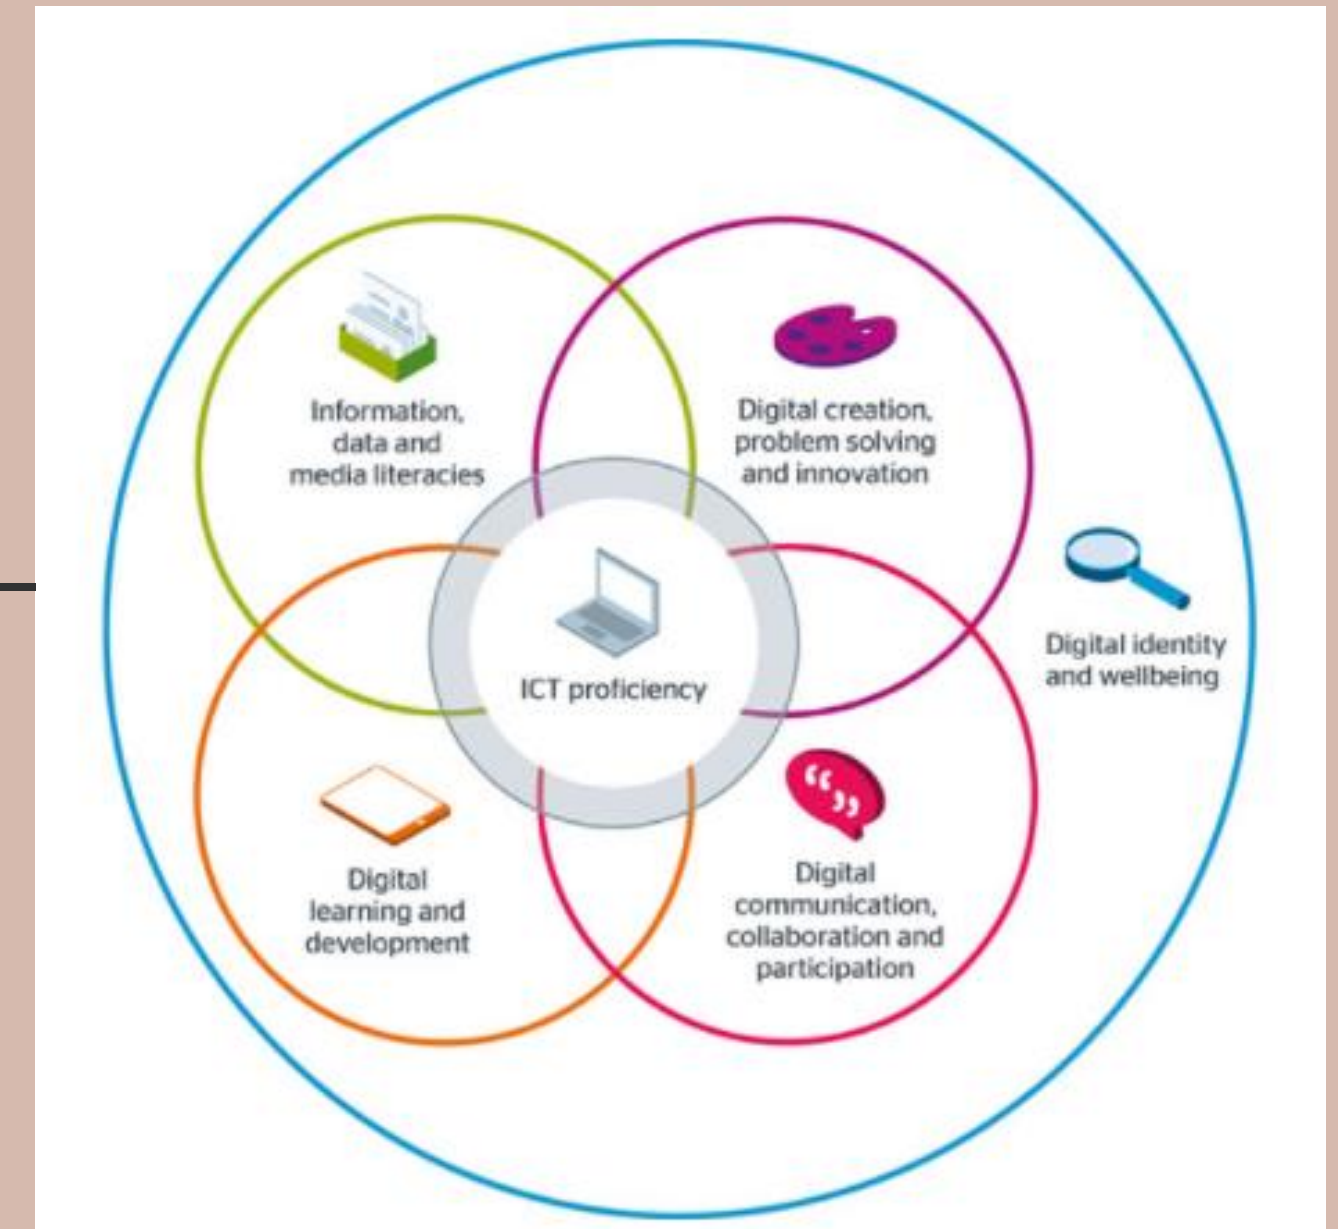 Information,
data and
media literacies
Digital creation,
problem solving
and innovation
ICT proficiency
Digital identity
and wellbeing
Digital
learning and
development
Digital
communication,
collaboration and
participation